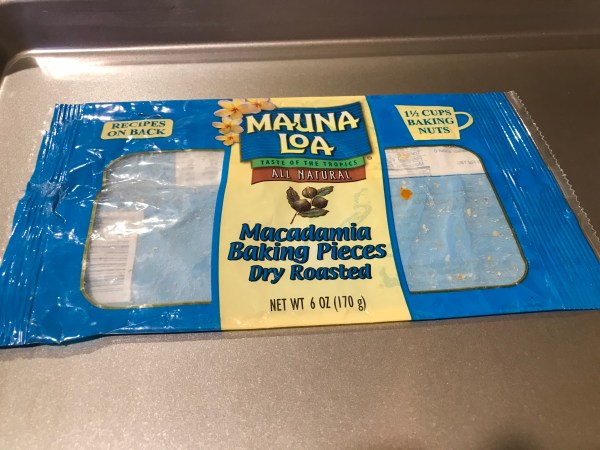 RECIPES
ON BACK
MAUNA
LOA
TASTE OF THE TROPICS
ALL NATURAL
Macadamia
Baking Pieces
Dry Roasted
NET WT 6 OZ (170 g)
1½ CUPS
BAKING
NUTS